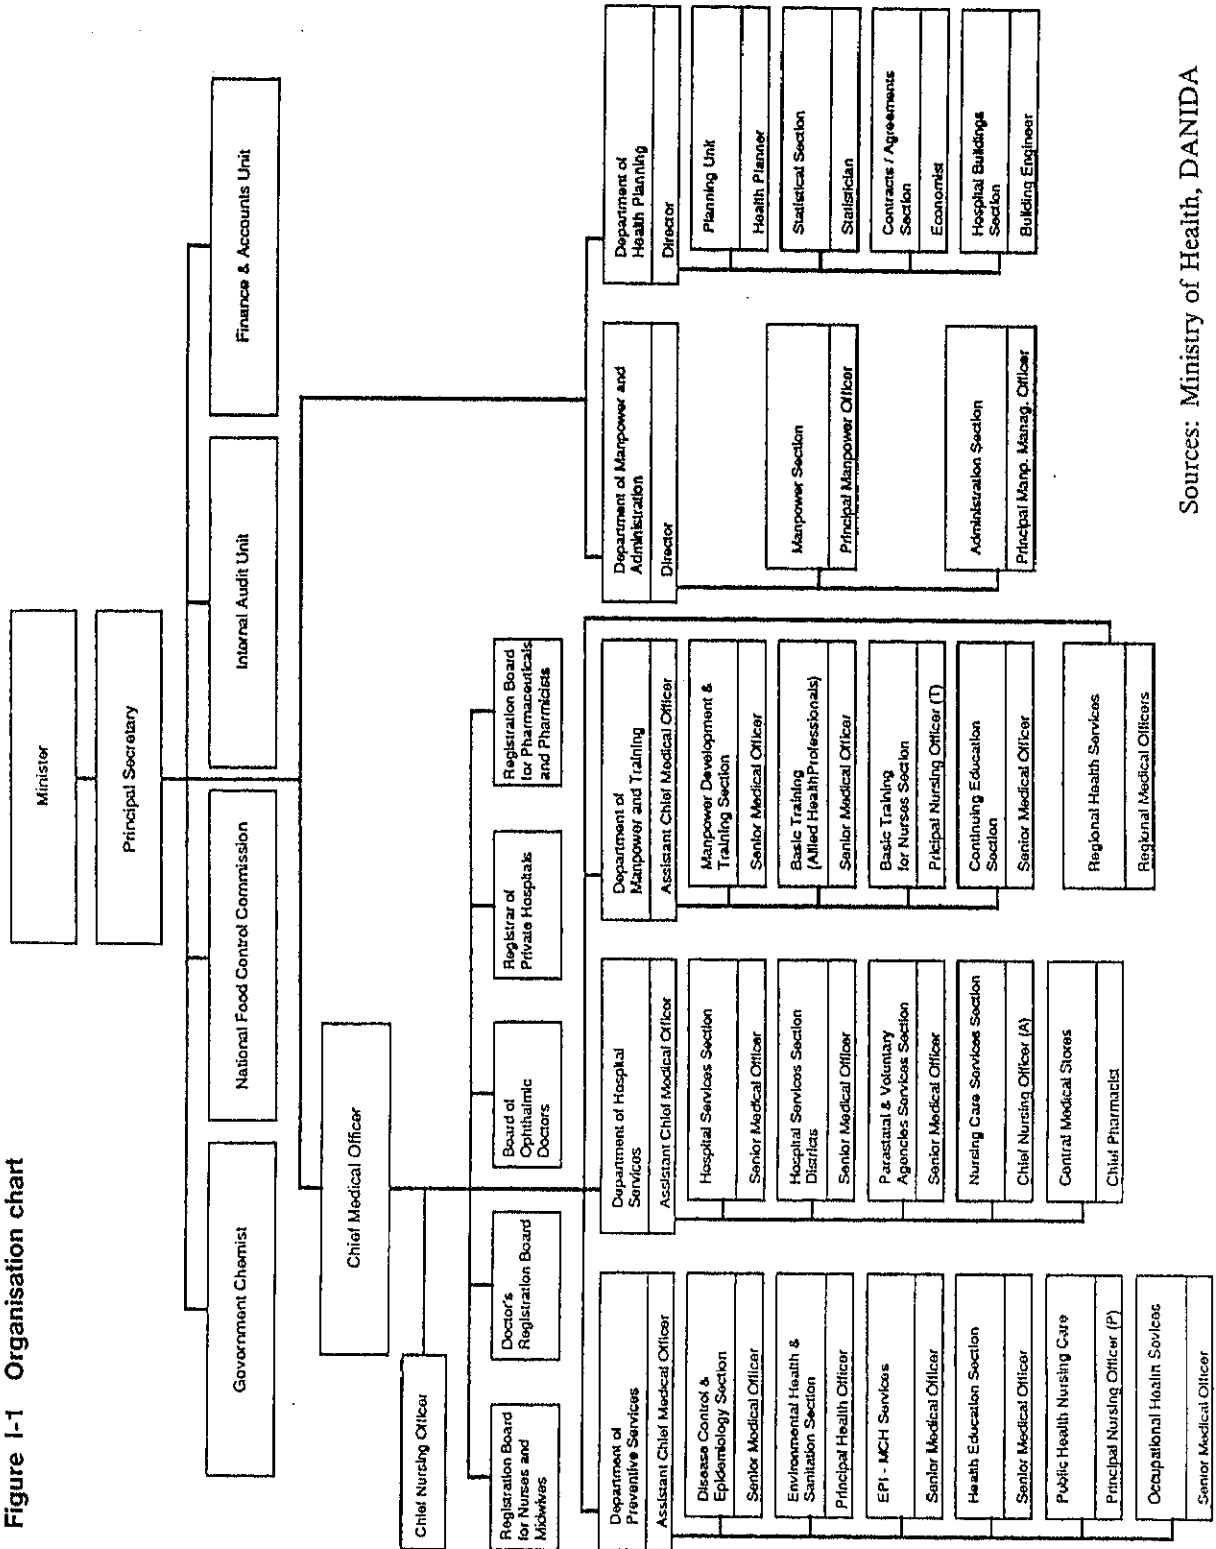 Figure I-1 Organisation chart
Minister
Principal Secretary
Government Chemist
National Food Control Commission
Internal Audit Unit
Finance & Accounts Unit
Chief Medical Officer
Chief Nursing Officer
Registration Board
for Nurses and
Midwives
Doctor's
Registration Board
Board of
Ophthalmic
Doctors
Registrar of
Private Hospitals
Registration Board
for Pharmaceuticals
and Pharmicists
Department of
Preventive Services
Assistant Chief Medical Officer
Disease Control &
Epidemiology Section
Senior Medical Officer
Environmental Health &
Sanitation Section
Principal Health Officer
EPI - MCH Services
Senior Medical Officer
Health Education Section
Senior Medical Officer
Public Health Nursing Care
Principal Nursing Officer (P)
Occupational Health Sovices
Senior Medical Officer
Department of Hospital
Services
Assistant Chief Medical Officer
Hospital Services Section
Senior Medical Officer
Hospital Services Section
Districts
Senior Medical Officer
Parastatal & Voluntary
Agencies Services Section
Senior Medical Officer
Nursing Care Services Section
Chief Nursing Officer (A)
Central Medical Stores
Chief Pharmacist
Department of
Manpower and Training
Assistant Chief Medical Officer
Manpower Development &
Training Section
Senior Medical Officer
Basic Training
(Allied Health Professionals)
Senior Medical Officer
Basic Training
for Nurses Section
Pricipal Nursing Officer (T)
Continuing Education
Section
Senior Medical Officer
Regional Health Services
Regional Medical Officers
Department of Manpower and
Administration
Director
Manpower Section
Principal Manpower Officer
Administration Section
Principal Manp. Manag. Officer
Department of
Health Planning
Director
Planning Unit
Health Planner
Statistical Section
Statistician
Contracts / Agreements
Section
Economist
Hospital Buildings
Section
Building Engineer
Sources: Ministry of Health, DANIDA